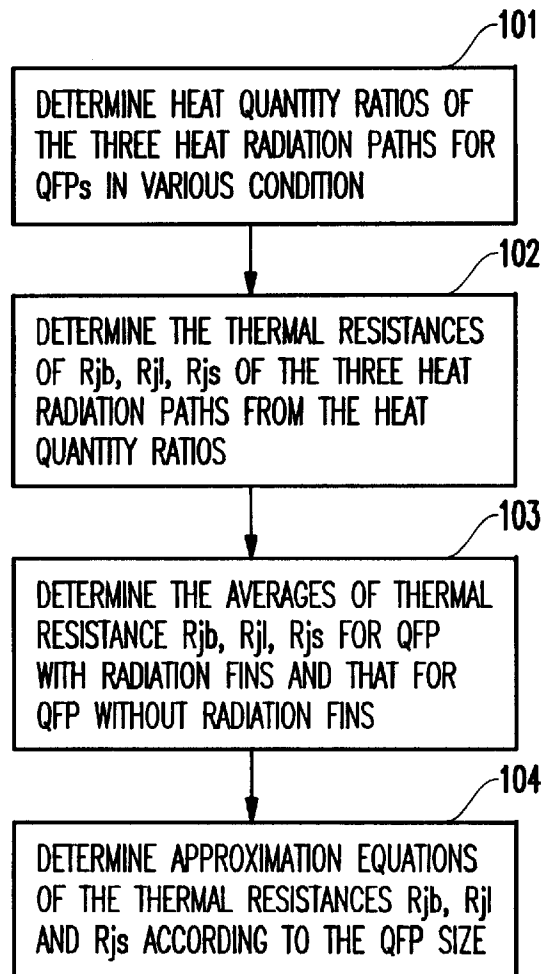 101
DETERMINE HEAT QUANTITY RATIOS OF
THE THREE HEAT RADIATION PATHS FOR
QFPs IN VARIOUS CONDITION
102
DETERMINE THE THERMAL RESISTANCES
OF Rjb, Rjl, Rjs OF THE THREE HEAT
RADIATION PATHS FROM THE HEAT
QUANTITY RATIOS
103
DETERMINE THE AVERAGES OF THERMAL
RESISTANCE Rjb, Rjl, Rjs FOR QFP
WITH RADIATION FINS AND THAT FOR
QFP WITHOUT RADIATION FINS
104
DETERMINE APPROXIMATION EQUATIONS
OF THE THERMAL RESISTANCES Rjb, Rjl
AND Rjs ACCORDING TO THE QFP SIZE